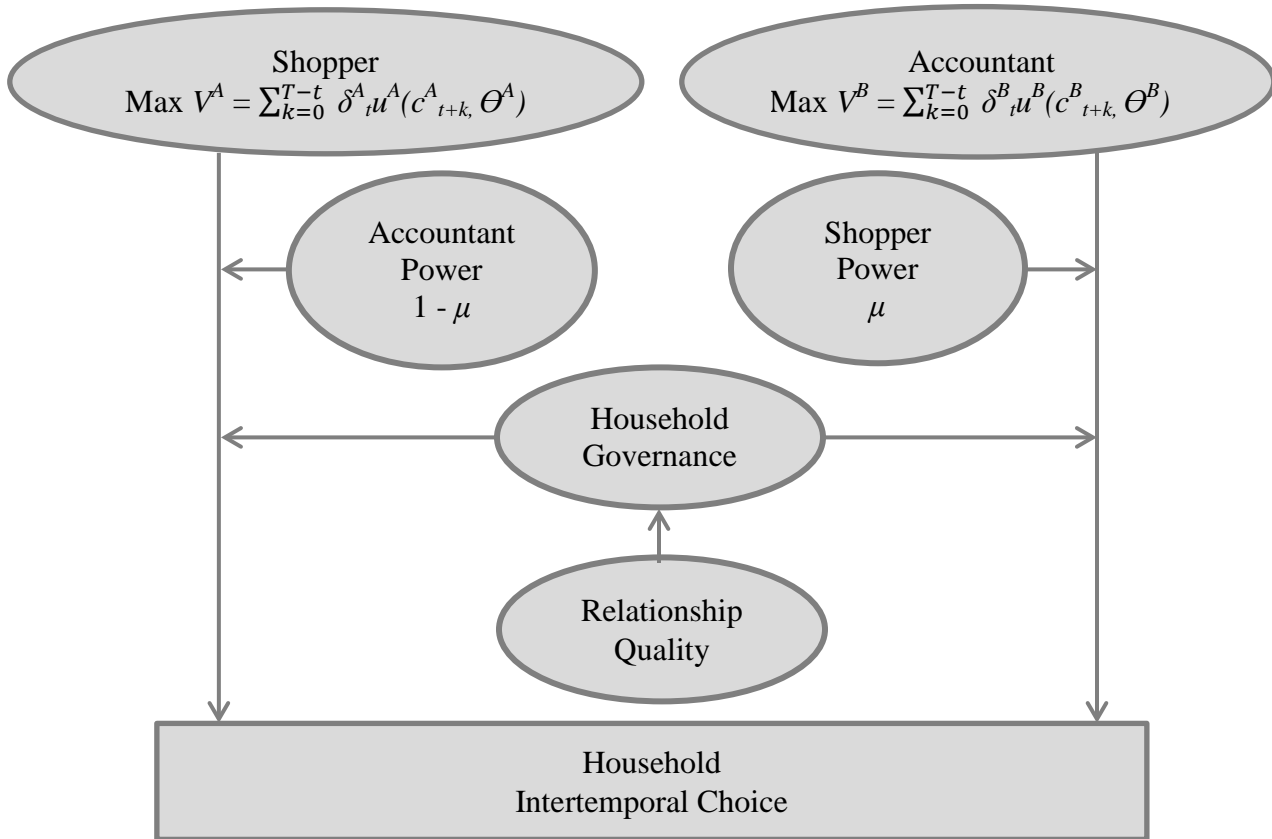 Shopper
Max V^A = ∑_{k=0}^{T−t} δ^A_t u^A(c^A_{t+k}, Θ^A)
Accountant
Max V^B = ∑_{k=0}^{T−t} δ^B_t u^B(c^B_{t+k}, Θ^B)
Accountant
Power
1 - μ
Shopper
Power
μ
Household
Governance
Relationship
Quality
Household
Intertemporal Choice